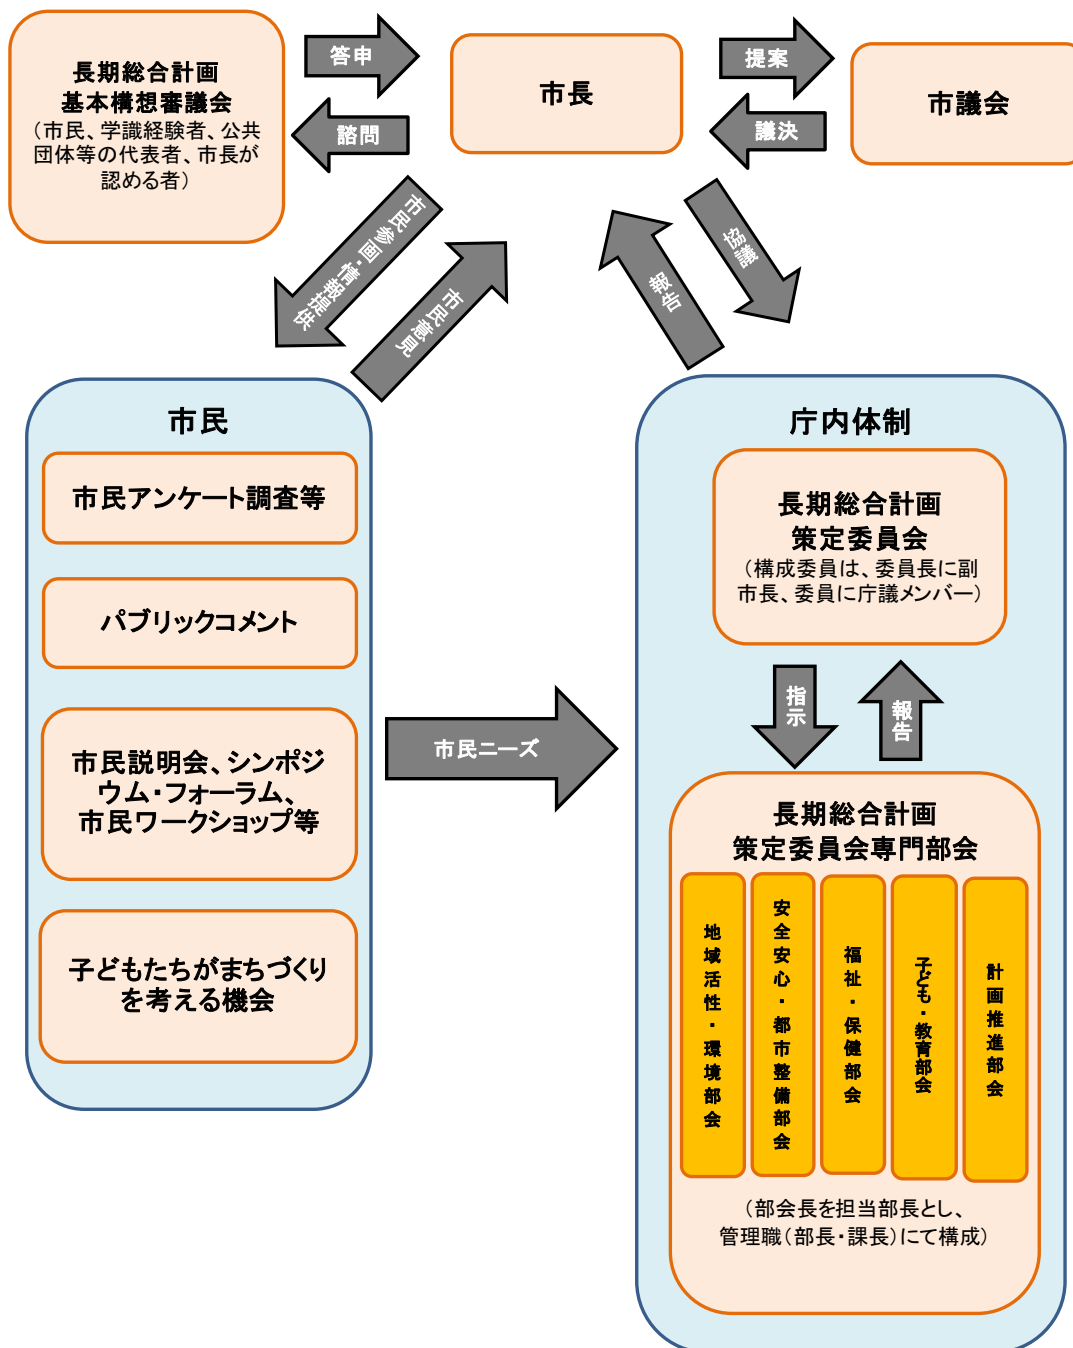 長期総合計画
基本構想審議会
（市民、学識経験者、公共
団体等の代表者、市長が
認める者）
答申
諮問
市長
提案
議決
市議会
市民参画・情報提供
市民意見
報告
協議
市民
市民アンケート調査等
パブリックコメント
市民説明会、シンポジ
ウム・フォーラム、
市民ワークショップ等
子どもたちがまちづくり
を考える機会
市民ニーズ
庁内体制
長期総合計画
策定委員会
（構成委員は、委員長に副
市長、委員に庁議メンバー）
指示
報告
長期総合計画
策定委員会専門部会
地域活性・環境部会
安全安心・都市整備部会
福祉・保健部会
子ども・教育部会
計画推進部会
（部会長を担当部長とし、
管理職（部長・課長）にて構成）